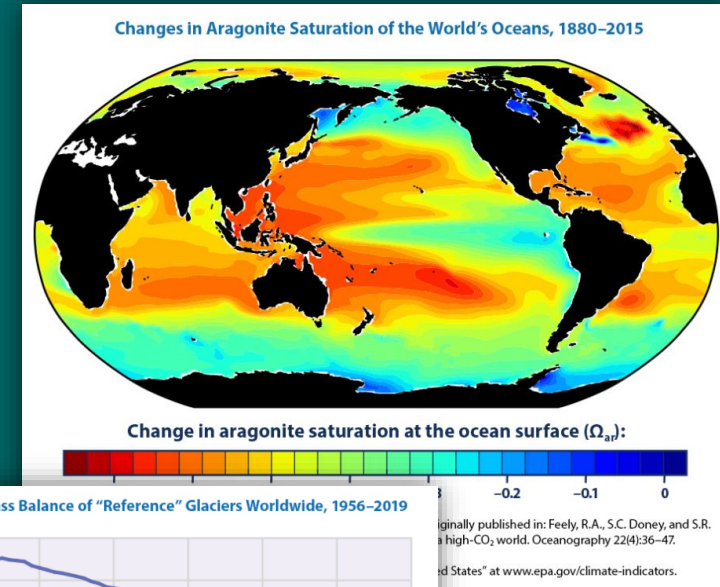 Changes in Aragonite Saturation of the World's Oceans, 1880–2015
Change in aragonite saturation at the ocean surface (Ωar):
–0.2 –0.1 0
Balance of "Reference" Glaciers Worldwide, 1956–2019
published in: Feely, R.A., S.C. Doney, and S.R.
high-CO₂ world. Oceanography 22(4):36–47.
States" at www.epa.gov/climate-indicators.